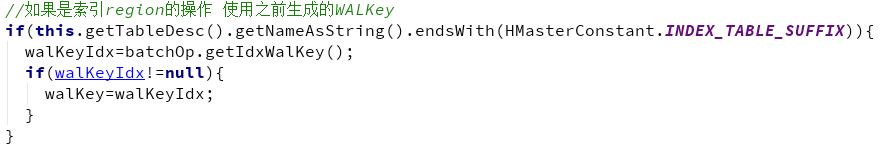 //如果是索引region的操作 使用之前生成的WALKey
if(this.getTableDesc().getNameAsString().endsWith(HMasterConstant.INDEX_TABLE_SUFFIX)){
walKeyIdx=batchOp.getIdxWalKey();
if(walKeyIdx!=null){
walKey=walKeyIdx;
}
}